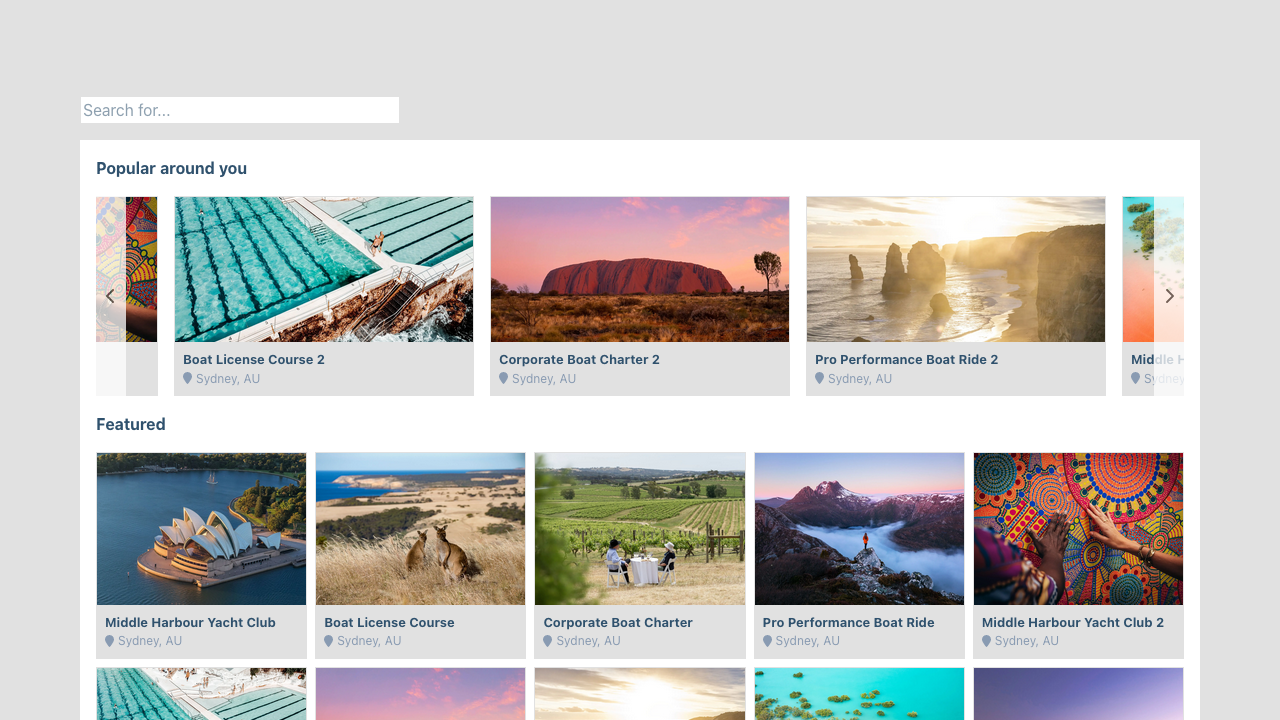 Search for...
Popular around you
Boat License Course 2
Sydney, AU
Corporate Boat Charter 2
Sydney, AU
Pro Performance Boat Ride 2
Sydney, AU
Middle H
Sydney
Featured
Middle Harbour Yacht Club
Sydney, AU
Boat License Course
Sydney, AU
Corporate Boat Charter
Sydney, AU
Pro Performance Boat Ride
Sydney, AU
Middle Harbour Yacht Club 2
Sydney, AU